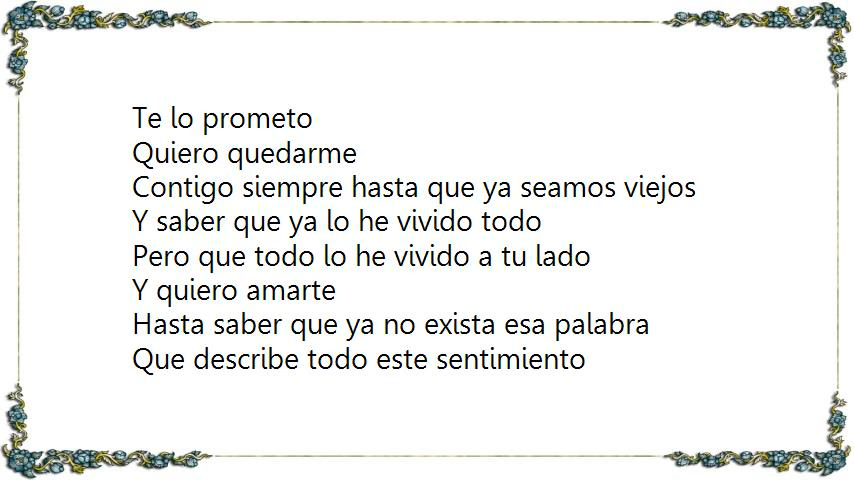 Te lo prometo
Quiero quedarme
Contigo siempre hasta que ya seamos viejos
Y saber que ya lo he vivido todo
Pero que todo lo he vivido a tu lado
Y quiero amarte
Hasta saber que ya no exista esa palabra
Que describe todo este sentimiento